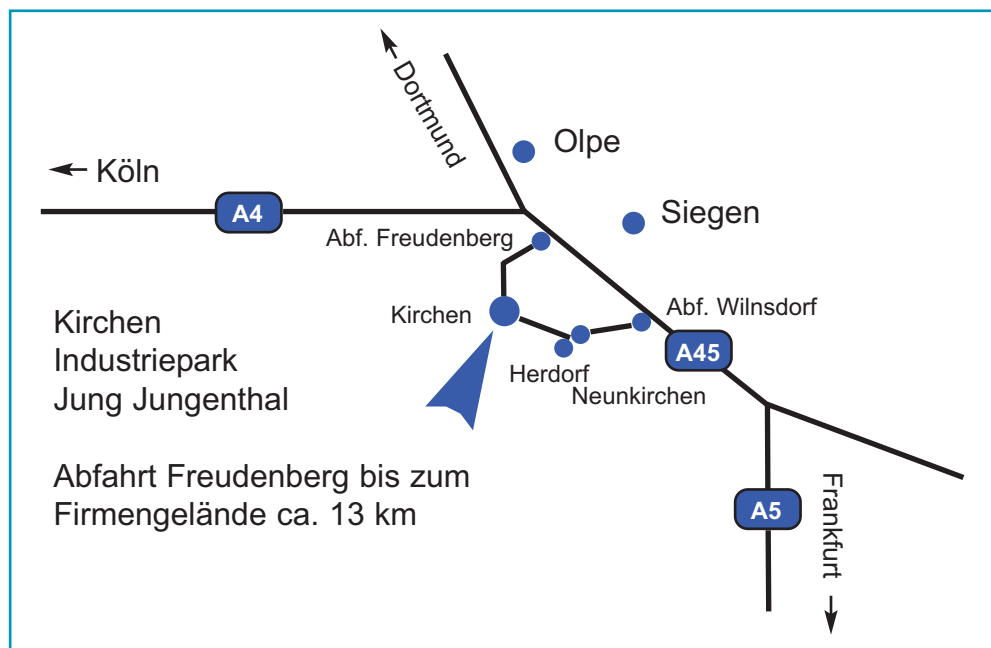 Dortmund
Olpe
Köln
A4
Siegen
Abf. Freudenberg
Kirchen
Abf. Wilnsdorf
A45
Herdorf
Neunkirchen
Kirchen
Industriepark
Jung Jungenthal
Abfahrt Freudenberg bis zum
Firmengelände ca. 13 km
A5
Frankfurt